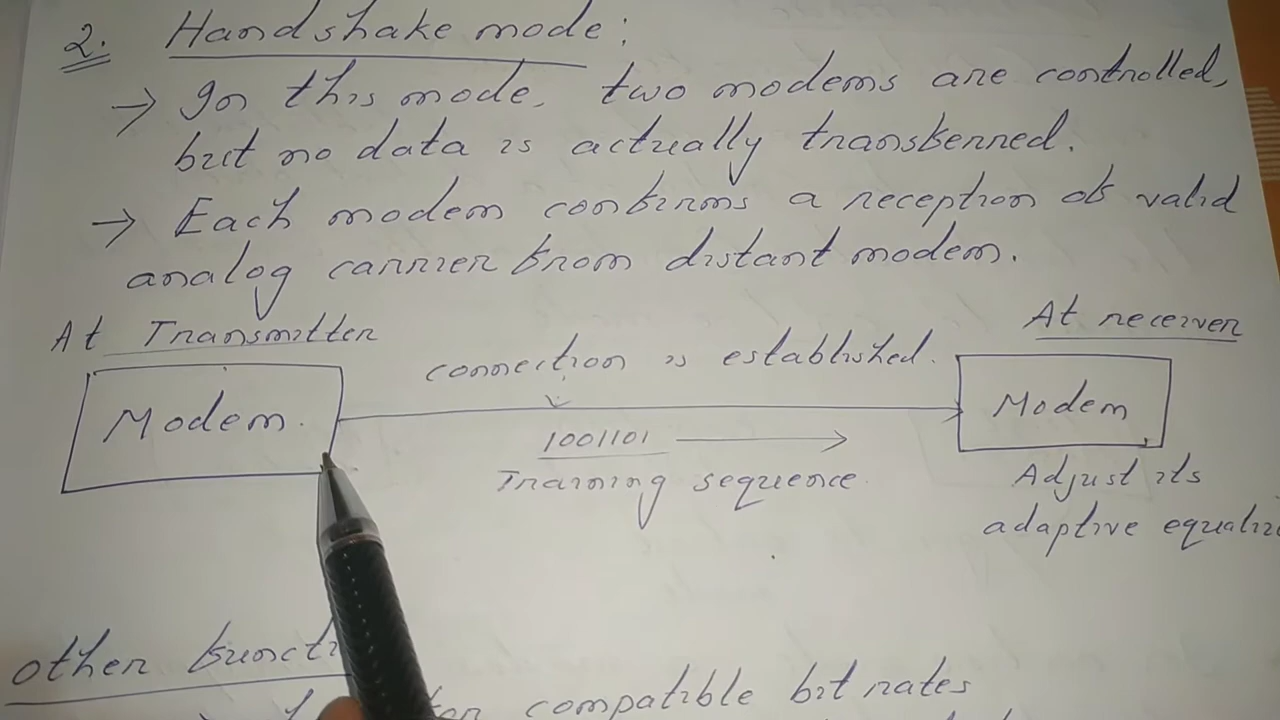 2. Handshake mode:
→ In this mode, two modems are controlled,
but no data is actually transferred.
→ Each modem confirms a reception of valid
analog carrier from distant modem.
At Transmitter
At receiver
connection is established.
Modem.
Modem
1001101 →
Training sequence
Adjust its
adaptive
other
compatible bit rates